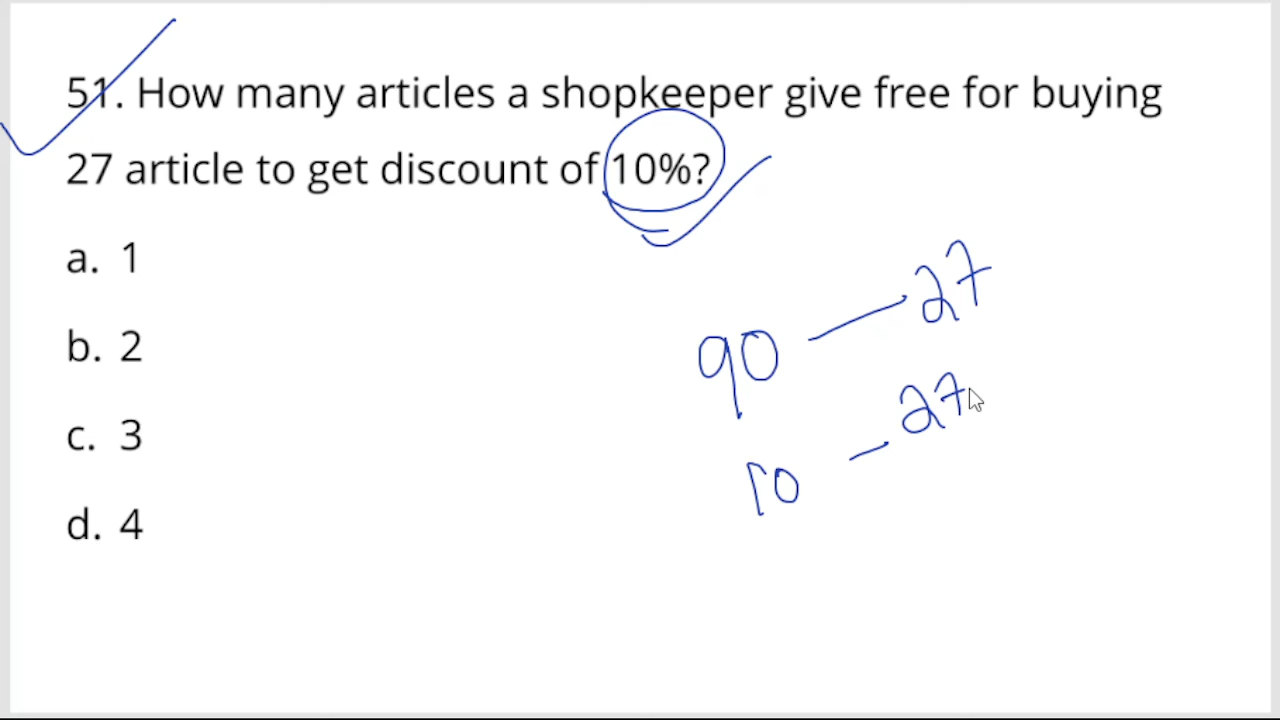 51. How many articles a shopkeeper give free for buying
27 article to get discount of 10%?
a. 1
b. 2
c. 3
d. 4
90 — 27
10 — 27